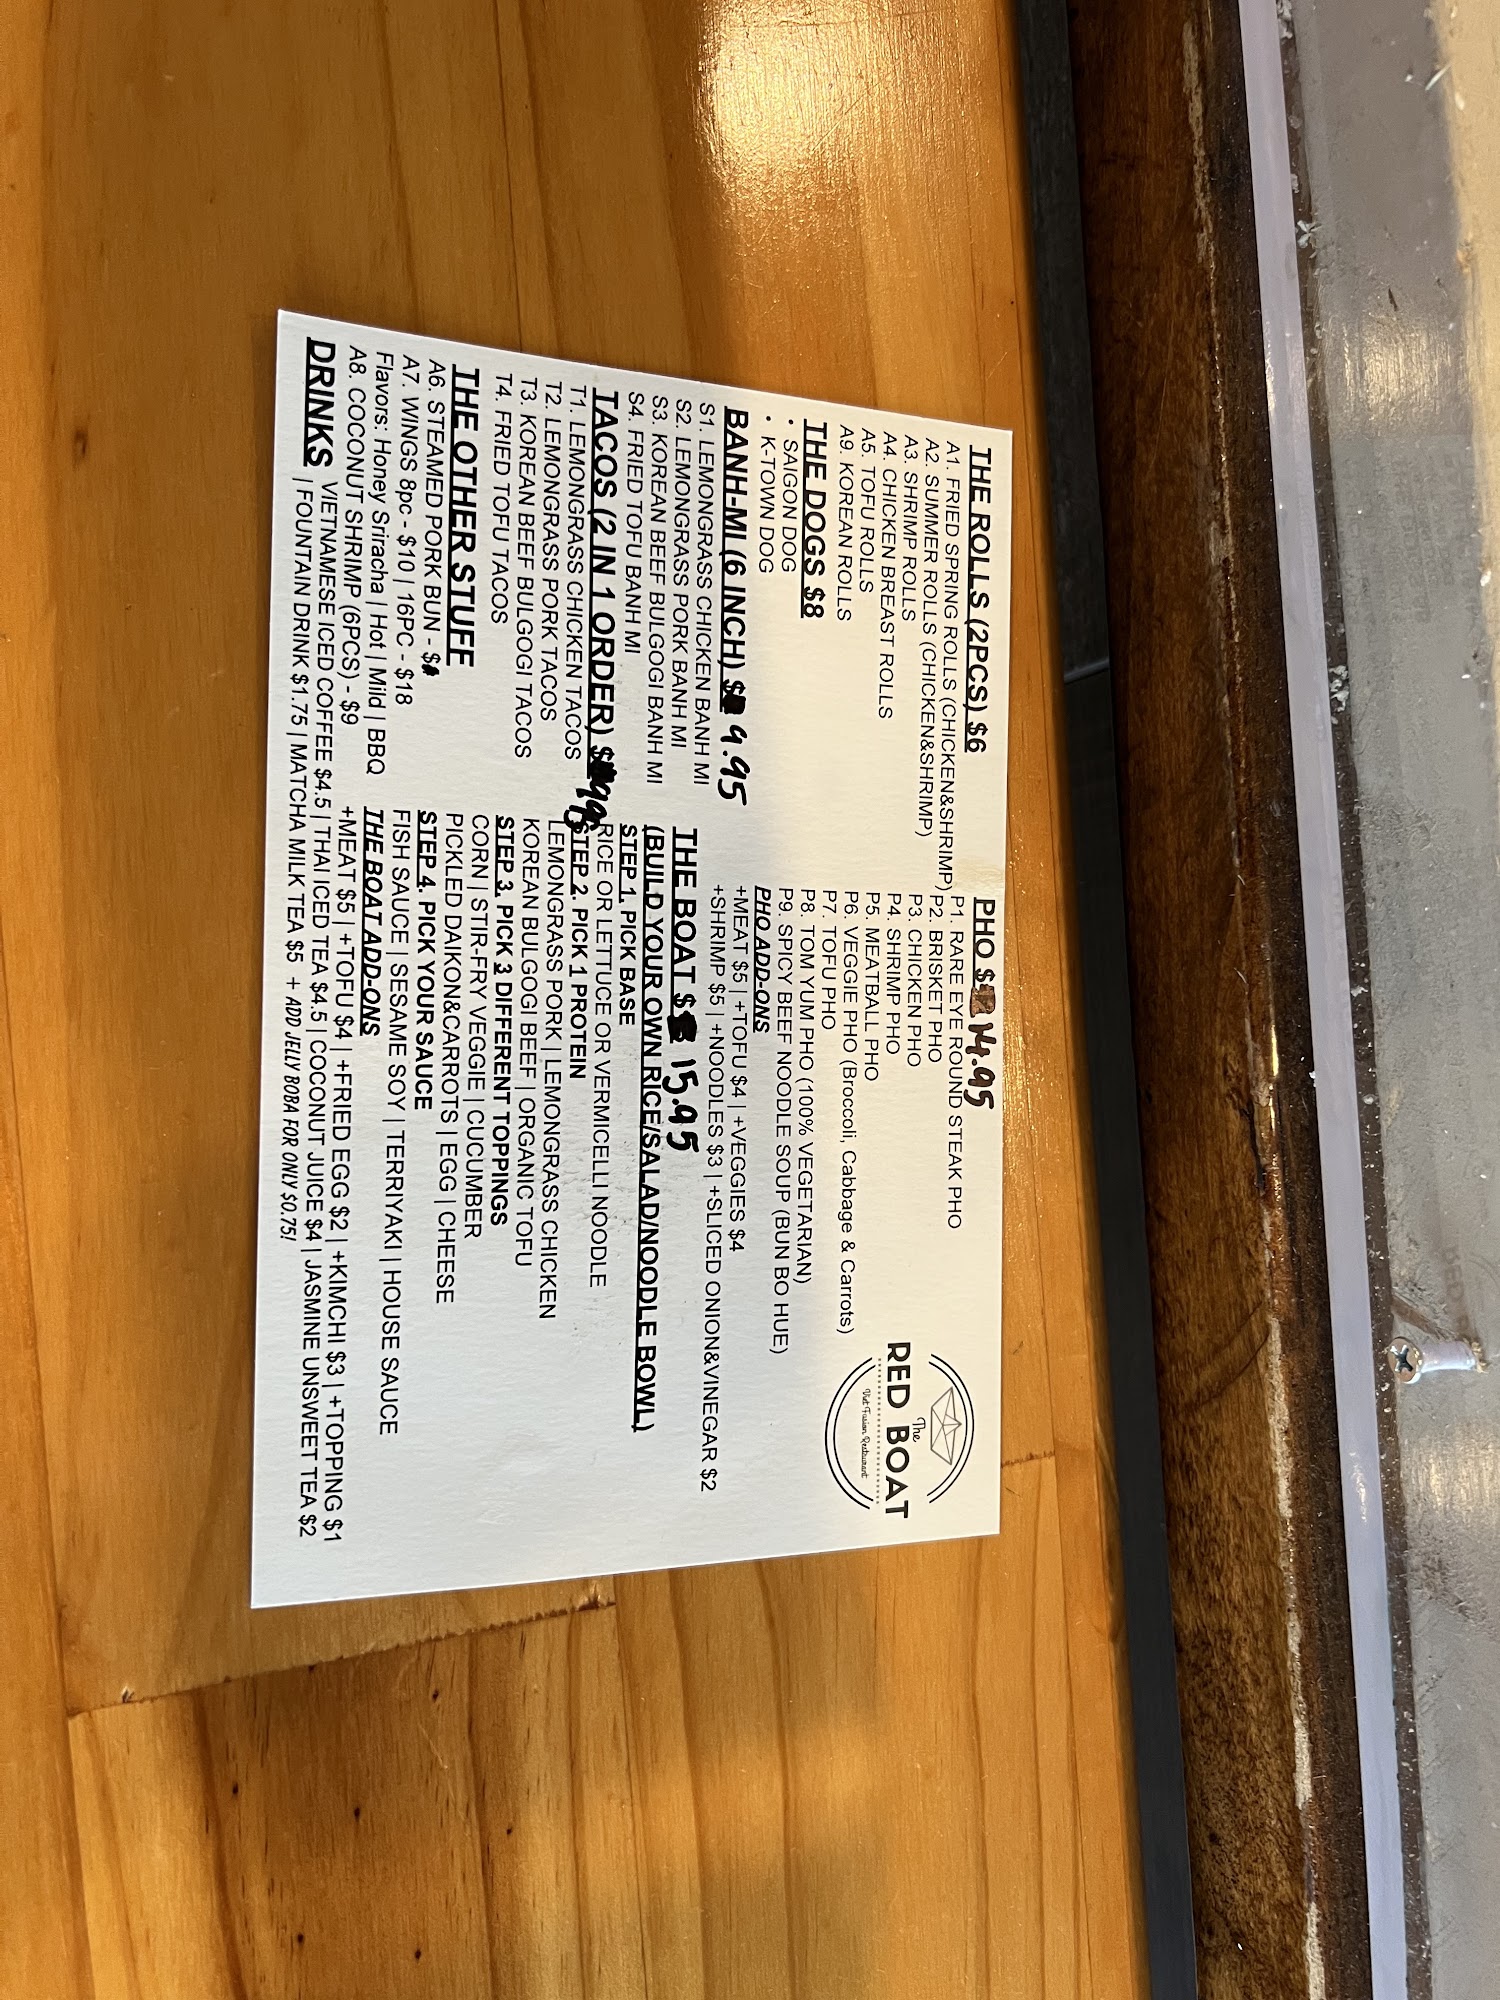 THE ROLLS (2PCS) $6
A1. FRIED SPRING ROLLS (CHICKEN&SHRIMP)
A2. SUMMER ROLLS (CHICKEN&SHRIMP)
A3. SHRIMP ROLLS
A4. CHICKEN BREAST ROLLS
A5. TOFU ROLLS
A9. KOREAN ROLLS
THE DOGS $8
• SAIGON DOG
• K-TOWN DOG
BANH-MI (6 INCH) $ 9.95
S1. LEMONGRASS CHICKEN BANH MI
S2. LEMONGRASS PORK BANH MI
S3. KOREAN BEEF BULGOGI BANH MI
S4. FRIED TOFU BANH MI
TACOS (2 IN 1 ORDER) $
T1. LEMONGRASS CHICKEN TACOS
T2. LEMONGRASS PORK TACOS
T3. KOREAN BEEF BULGOGI TACOS
T4. FRIED TOFU TACOS
THE OTHER STUFF
A6. STEAMED PORK BUN - $
A7. WINGS 8pc - $10 | 16PC - $18
Flavors: Honey Sriracha | Hot | Mild | BBQ
A8. COCONUT SHRIMP (6PCS) - $9
PHO $ 14.95
P1. RARE EYE ROUND STEAK PHO
P2. BRISKET PHO
P3. CHICKEN PHO
P4. SHRIMP PHO
P5. MEATBALL PHO
P6. VEGGIE PHO (Broccoli, Cabbage & Carrots)
P7. TOFU PHO
P8. TOM YUM PHO (100% VEGETARIAN)
P9. SPICY BEEF NOODLE SOUP (BUN BO HUE)
PHO ADD-ONS
+MEAT $5 | +TOFU $4 | +VEGGIES $4
+SHRIMP $5 | +NOODLES $3 | +SLICED ONION&VINEGAR $2
The
RED BOAT
Viet Fusion Restaurant
THE BOAT $ 15.95
(BUILD YOUR OWN RICE/SALAD/NOODLE BOWL)
STEP 1. PICK BASE
RICE OR LETTUCE OR VERMICELLI NOODLE
STEP 2. PICK 1 PROTEIN
LEMONGRASS PORK | LEMONGRASS CHICKEN
KOREAN BULGOGI BEEF | ORGANIC TOFU
STEP 3. PICK 3 DIFFERENT TOPPINGS
CORN | STIR-FRY VEGGIE | CUCUMBER
PICKLED DAIKON&CARROTS | EGG | CHEESE
STEP 4. PICK YOUR SAUCE
FISH SAUCE | SESAME SOY | TERRIYAKI | HOUSE SAUCE
THE BOAT ADD-ONS
+MEAT $5 | +TOFU $4 | +FRIED EGG $2 | +KIMCHI $3 | +TOPPING $1
DRINKS VIETNAMESE ICED COFFEE $4.5 | THAI ICED TEA $4.5 | COCONUT JUICE $4 | JASMINE UNSWEET TEA $2
| FOUNTAIN DRINK $1.75 | MATCHA MILK TEA $5 + ADD JELLY BOBA FOR ONLY $0.75!